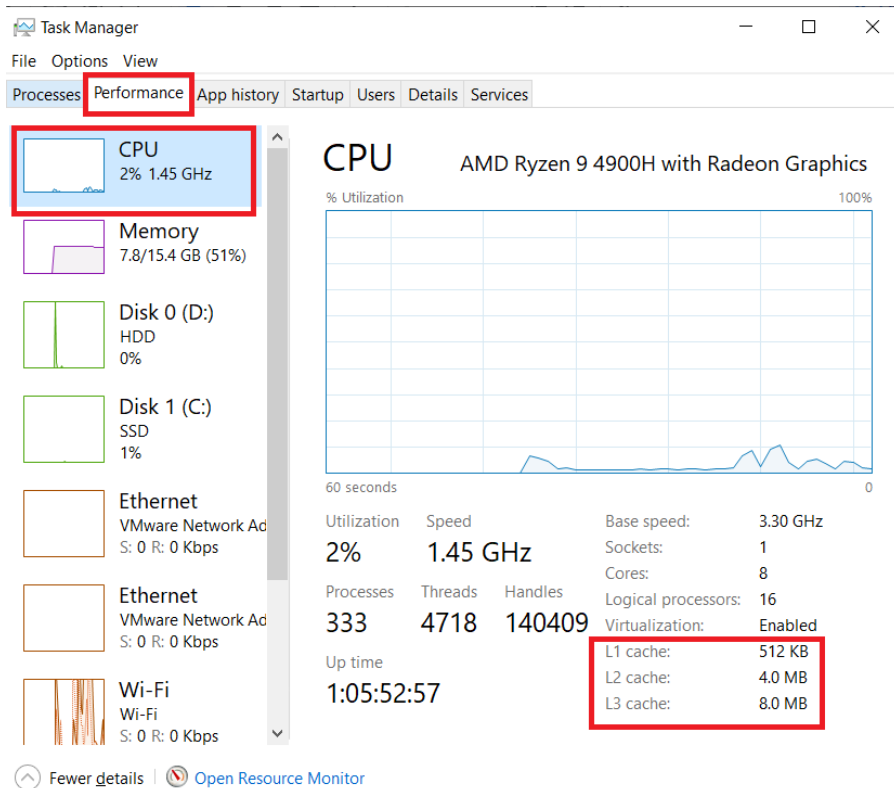 Task Manager
File Options View
Processes Performance App history Startup Users Details Services
CPU
2% 1.45 GHz
Memory
7.8/15.4 GB (51%)
Disk 0 (D:)
HDD
0%
Disk 1 (C:)
SSD
1%
Ethernet
VMware Network Ad
S: 0 R: 0 Kbps
Ethernet
VMware Network Ad
S: 0 R: 0 Kbps
Wi-Fi
Wi-Fi
S: 0 R: 0 Kbps
CPU AMD Ryzen 9 4900H with Radeon Graphics
% Utilization 100%
60 seconds 0
Utilization Speed
2% 1.45 GHz
Processes Threads Handles
333 4718 140409
Up time
1:05:52:57
Base speed: 3.30 GHz
Sockets: 1
Cores: 8
Logical processors: 16
Virtualization: Enabled
L1 cache: 512 KB
L2 cache: 4.0 MB
L3 cache: 8.0 MB
Fewer details Open Resource Monitor